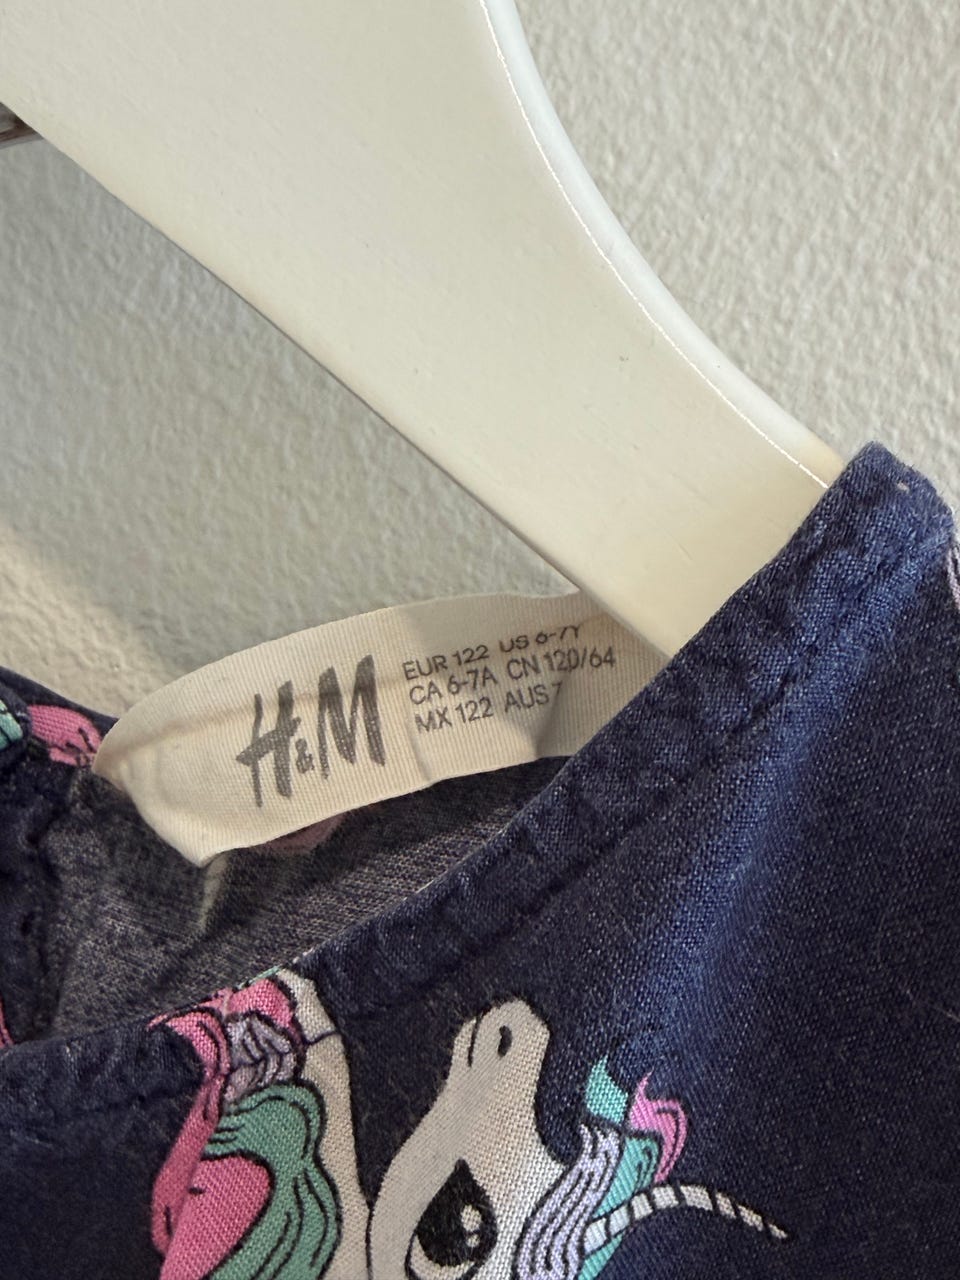 H&M
EUR 122 US 6-7Y
CA 6-7A CN 120/64
MX 122 AUS 7